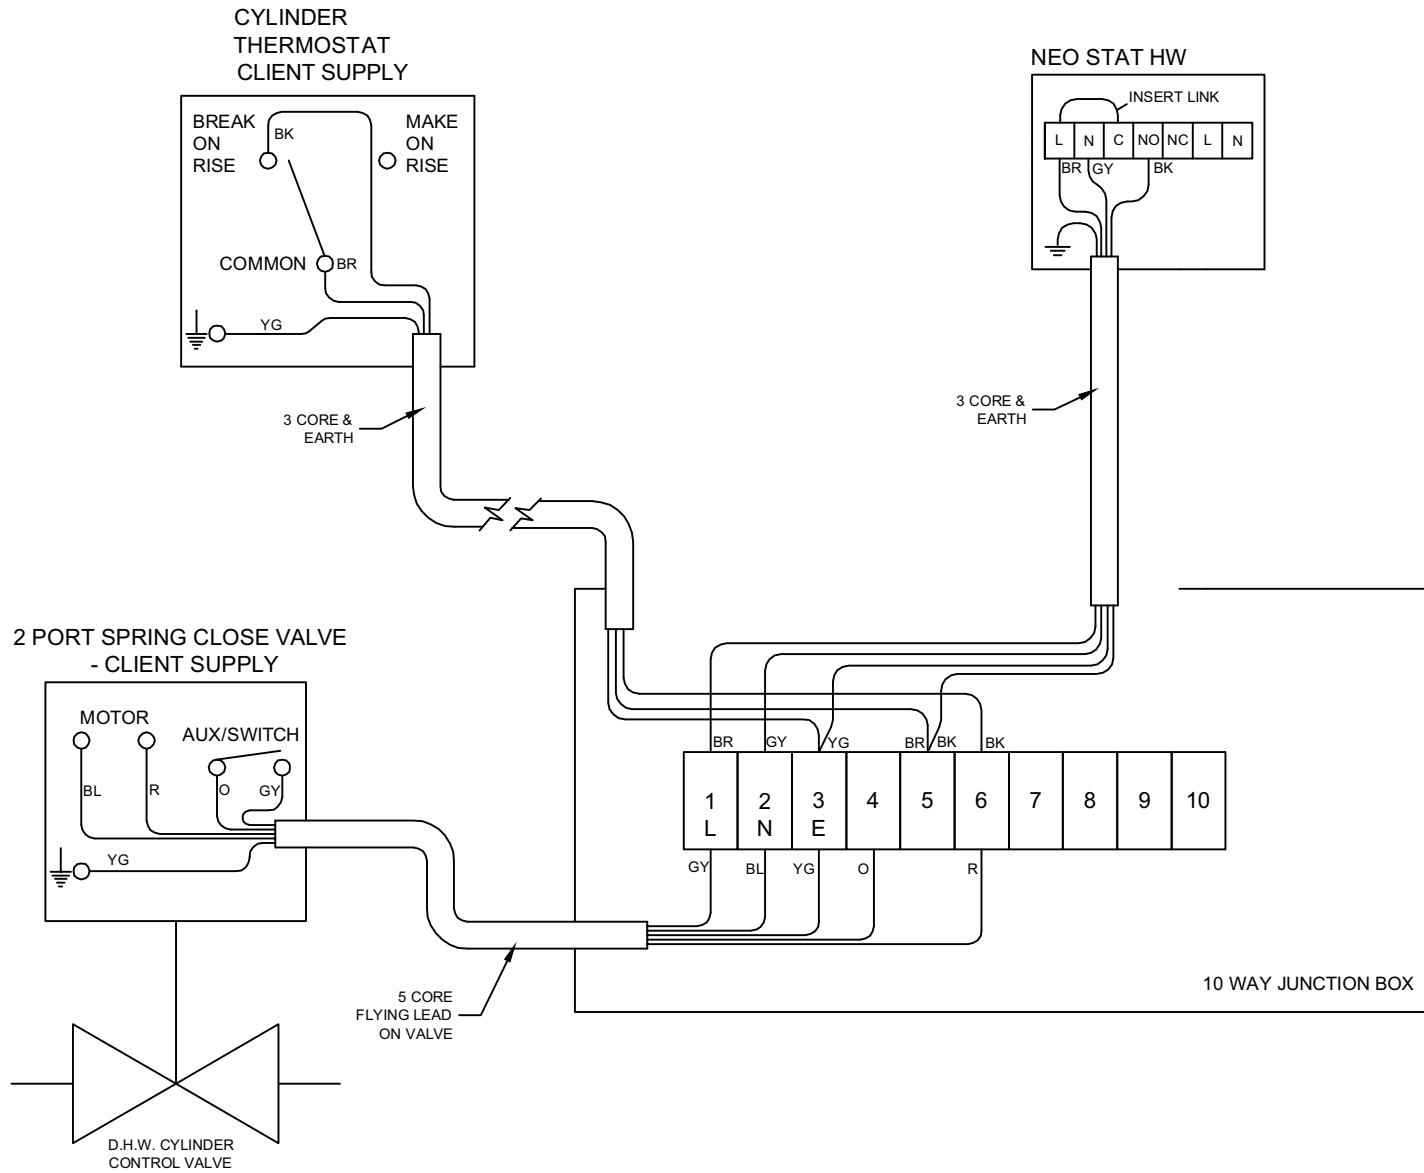 CYLINDER
THERMOSTAT
CLIENT SUPPLY
BREAK
ON
RISE
BK
MAKE
ON
RISE
COMMON
BR
YG
3 CORE &
EARTH
NEO STAT HW
INSERT LINK
L N C NO NC L N
BR GY BK
3 CORE &
EARTH
2 PORT SPRING CLOSE VALVE
- CLIENT SUPPLY
MOTOR
AUX/SWITCH
BL R O GY
YG
BR GY YG BR BK BK
1 2 3 4 5 6 7 8 9 10
L N E
GY BL YG O R
5 CORE
FLYING LEAD
ON VALVE
10 WAY JUNCTION BOX
D.H.W. CYLINDER
CONTROL VALVE